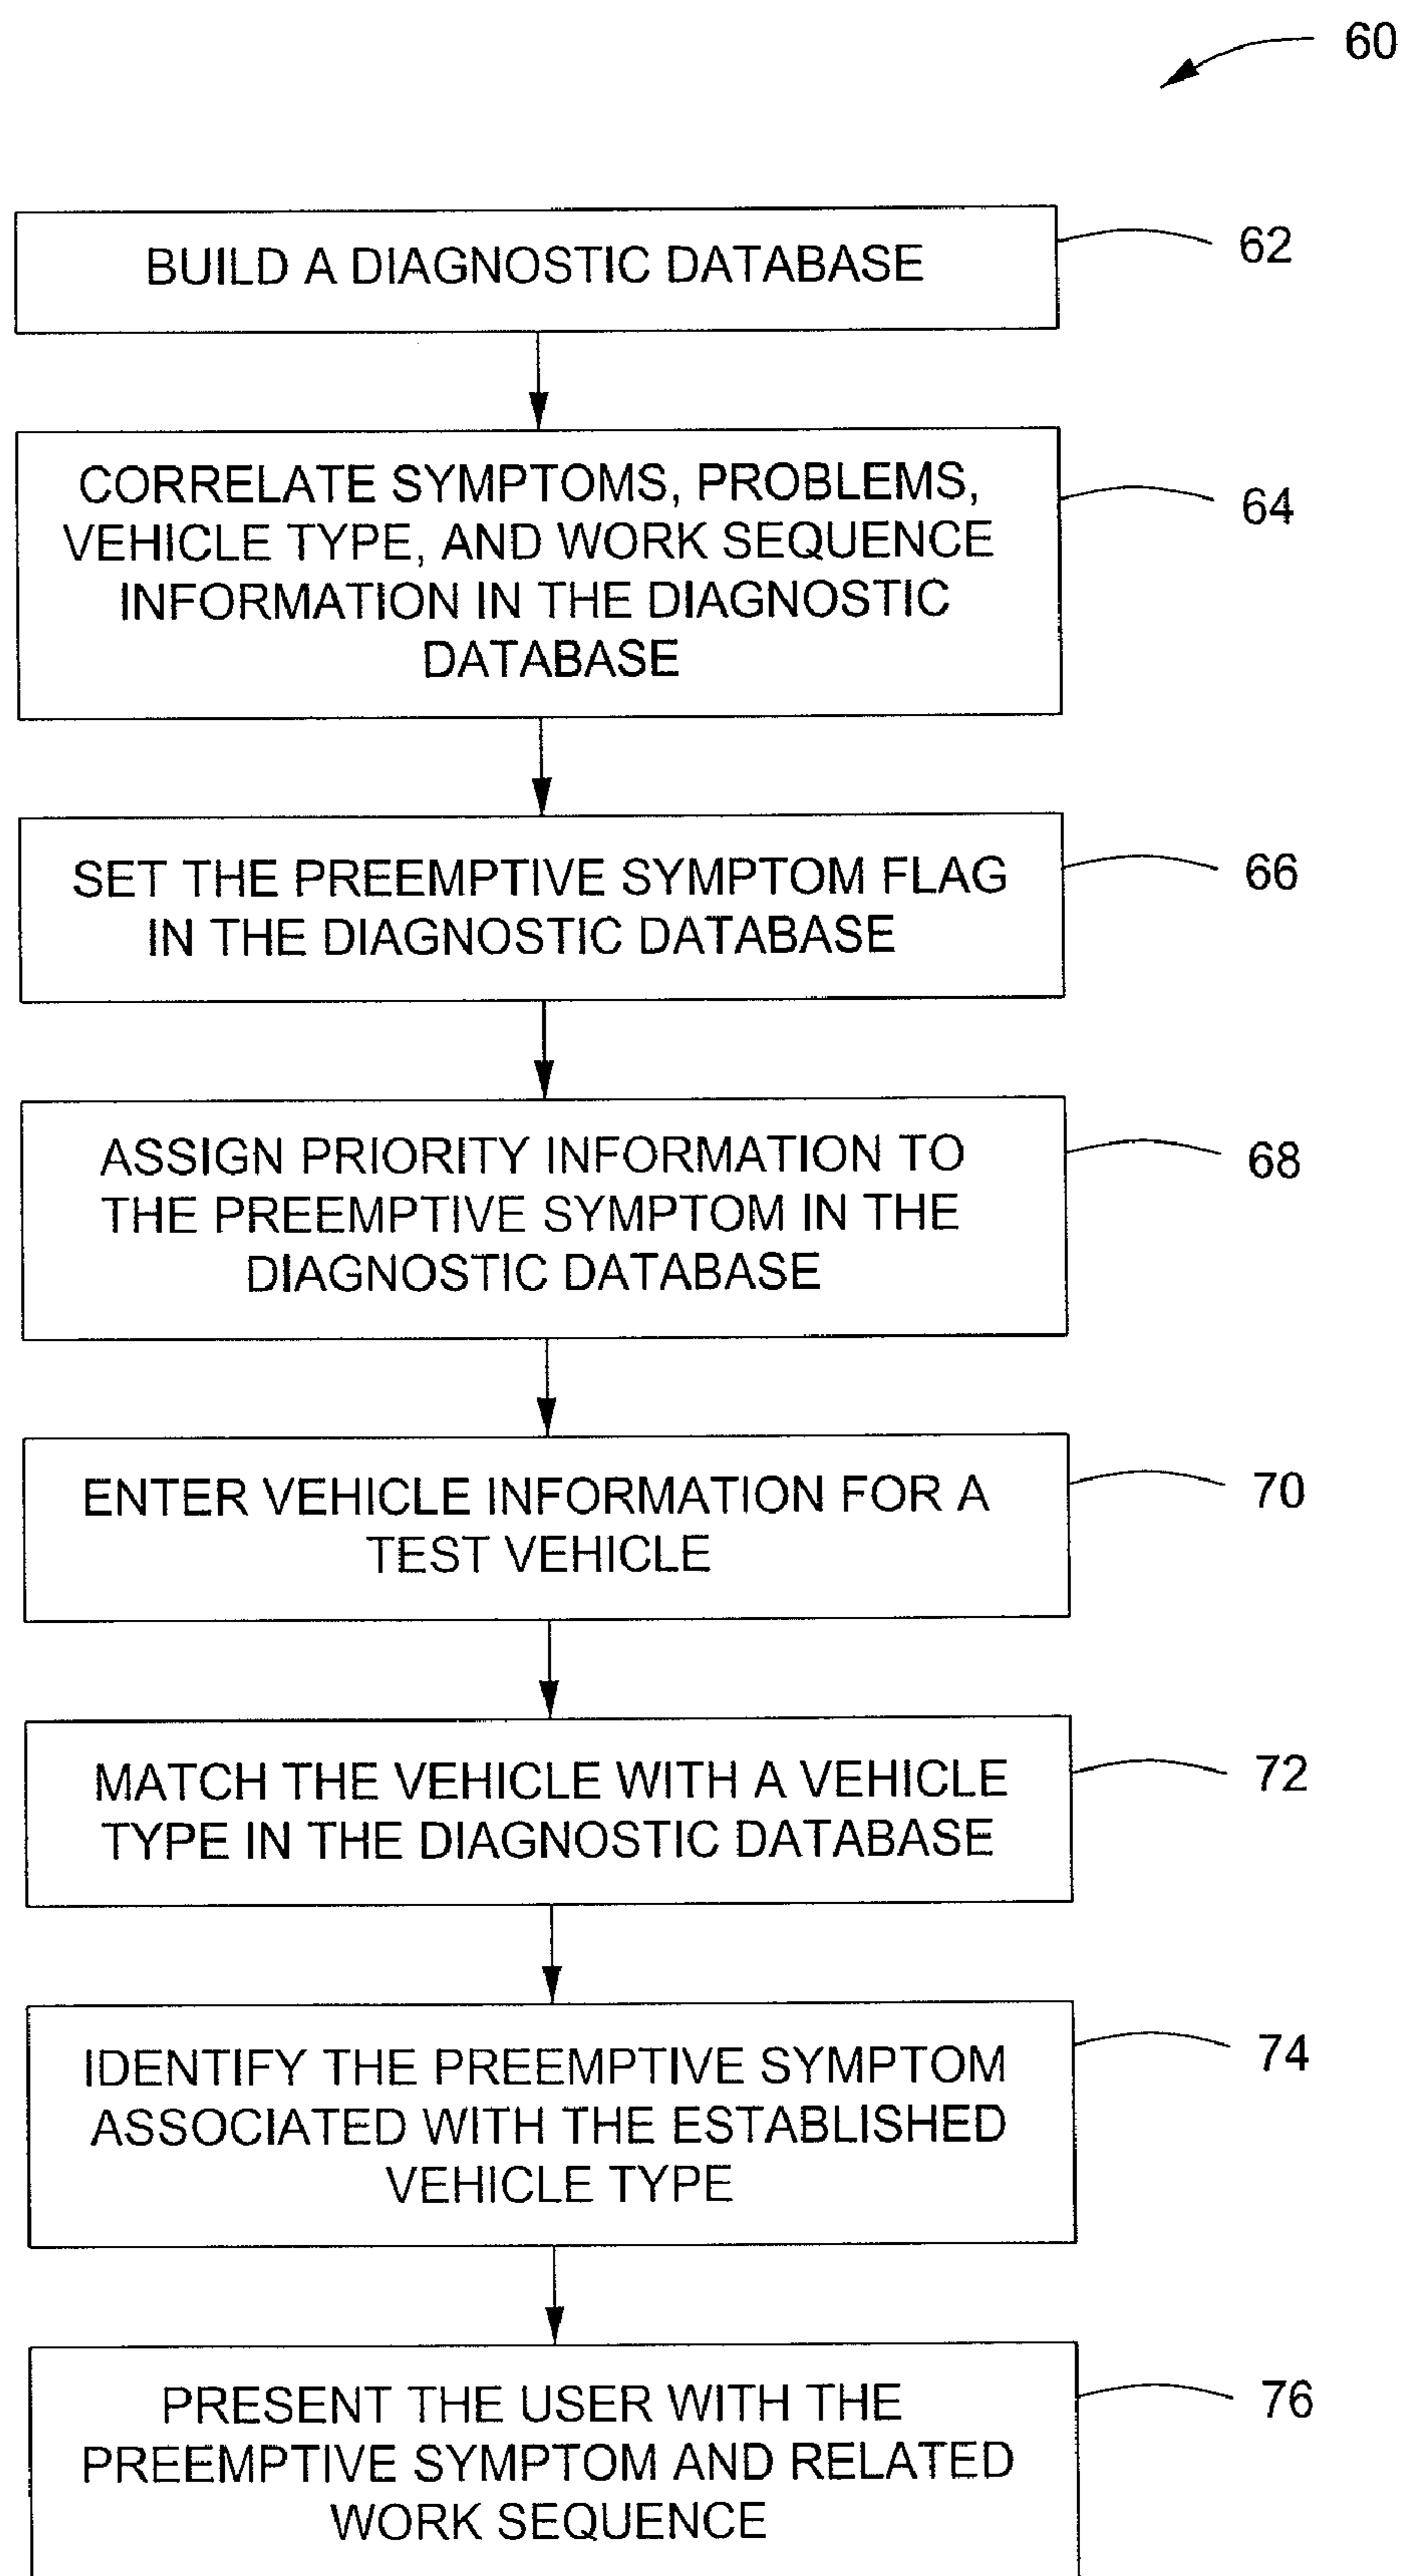 60
BUILD A DIAGNOSTIC DATABASE
62
CORRELATE SYMPTOMS, PROBLEMS,
VEHICLE TYPE, AND WORK SEQUENCE
INFORMATION IN THE DIAGNOSTIC
DATABASE
64
SET THE PREEMPTIVE SYMPTOM FLAG
IN THE DIAGNOSTIC DATABASE
66
ASSIGN PRIORITY INFORMATION TO
THE PREEMPTIVE SYMPTOM IN THE
DIAGNOSTIC DATABASE
68
ENTER VEHICLE INFORMATION FOR A
TEST VEHICLE
70
MATCH THE VEHICLE WITH A VEHICLE
TYPE IN THE DIAGNOSTIC DATABASE
72
IDENTIFY THE PREEMPTIVE SYMPTOM
ASSOCIATED WITH THE ESTABLISHED
VEHICLE TYPE
74
PRESENT THE USER WITH THE
PREEMPTIVE SYMPTOM AND RELATED
WORK SEQUENCE
76